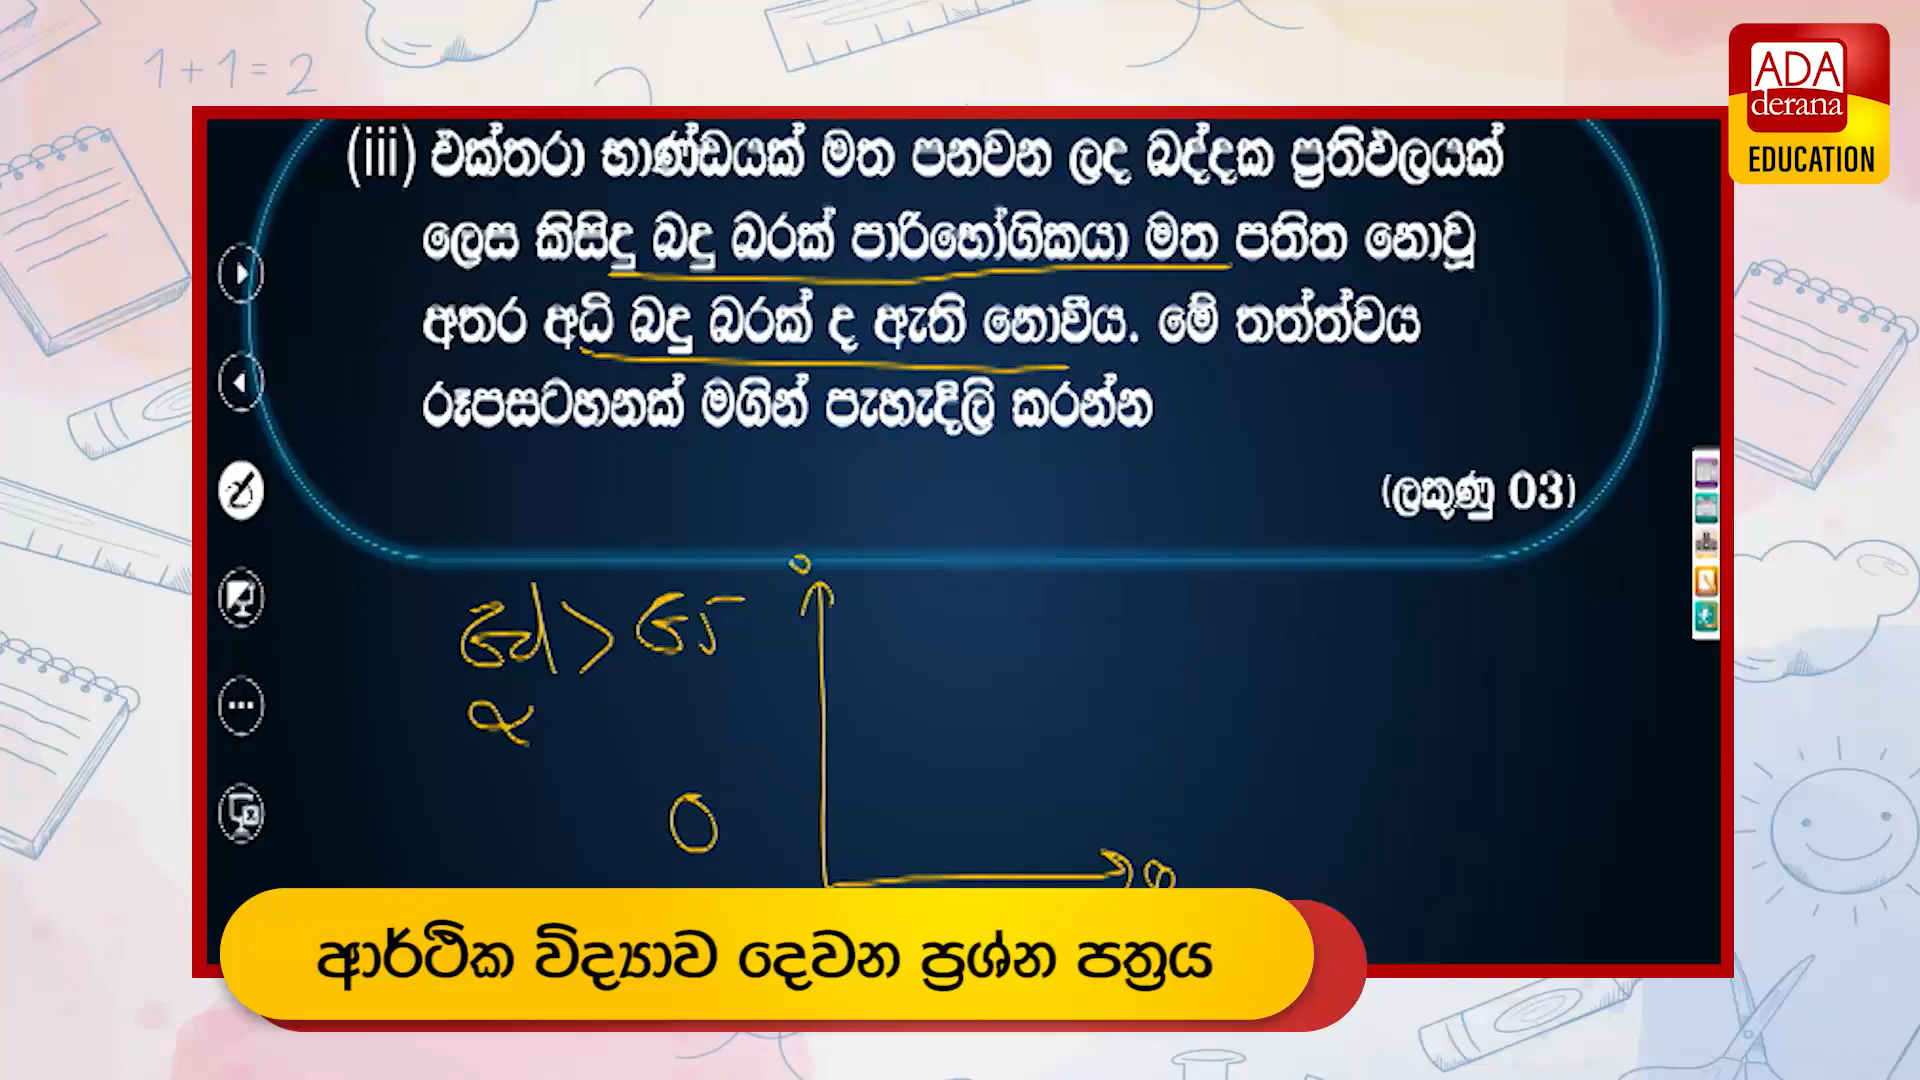 1+1=2
ADA
derana
EDUCATION
(iii) එක්තරා භාණ්ඩයක් මත පනවන ලද බද්දක ප්‍රතිඵලයක්
ලෙස කිසිදු බදු බරක් පාරිභෝගිකයා මත පතිත නොවූ
අතර අධි බදු බරක් ද ඇති නොවීය. මේ තත්ත්වය
රූපසටහනක් මගින් පැහැදිලි කරන්න
(ලකුණු 03)
ආර්ථික විද්‍යාව දෙවන ප්‍රශ්න පත්‍රය